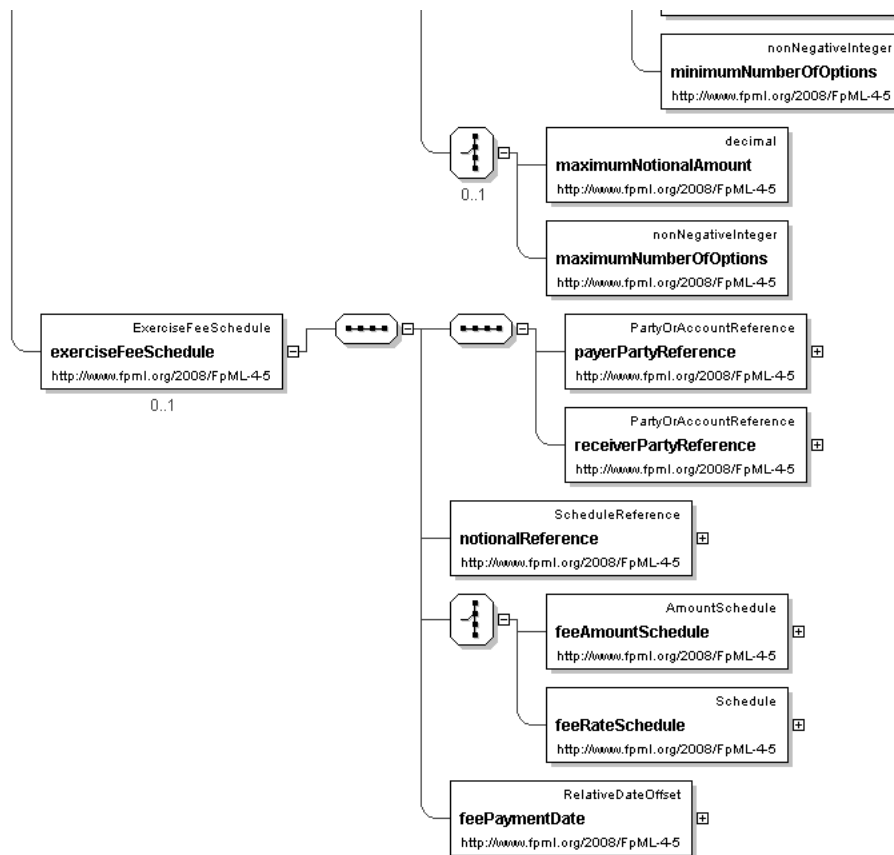 nonNegativeInteger
minimumNumberOfOptions
http://www.fpml.org/2008/FpML-4-5
decimal
maximumNotionalAmount
http://www.fpml.org/2008/FpML-4-5
0..1
nonNegativeInteger
maximumNumberOfOptions
http://www.fpml.org/2008/FpML-4-5
ExerciseFeeSchedule
exerciseFeeSchedule
http://www.fpml.org/2008/FpML-4-5
0..1
PartyOrAccountReference
payerPartyReference
http://www.fpml.org/2008/FpML-4-5
PartyOrAccountReference
receiverPartyReference
http://www.fpml.org/2008/FpML-4-5
ScheduleReference
notionalReference
http://www.fpml.org/2008/FpML-4-5
AmountSchedule
feeAmountSchedule
http://www.fpml.org/2008/FpML-4-5
Schedule
feeRateSchedule
http://www.fpml.org/2008/FpML-4-5
RelativeDateOffset
feePaymentDate
http://www.fpml.org/2008/FpML-4-5